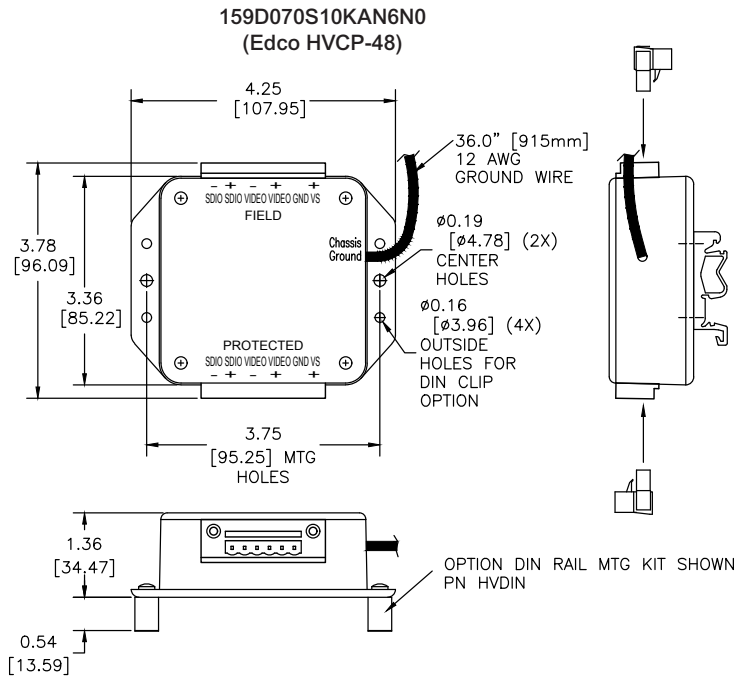 159D070S10KAN6N0
(Edco HVCP-48)
4.25
[107.95]
36.0" [915mm]
12 AWG
GROUND WIRE
- + - + +
SDIO SDIO VIDEO VIDEO GND VS
FIELD
Chassis
Ground
ø0.19
[ø4.78] (2X)
CENTER
HOLES
3.78
[96.09]
3.36
[85.22]
ø0.16
[ø3.96] (4X)
OUTSIDE
HOLES FOR
DIN CLIP
OPTION
PROTECTED
SDIO SDIO VIDEO VIDEO GND VS
- + - + +
3.75
[95.25] MTG
HOLES
1.36
[34.47]
OPTION DIN RAIL MTG KIT SHOWN
PN HVDIN
0.54
[13.59]